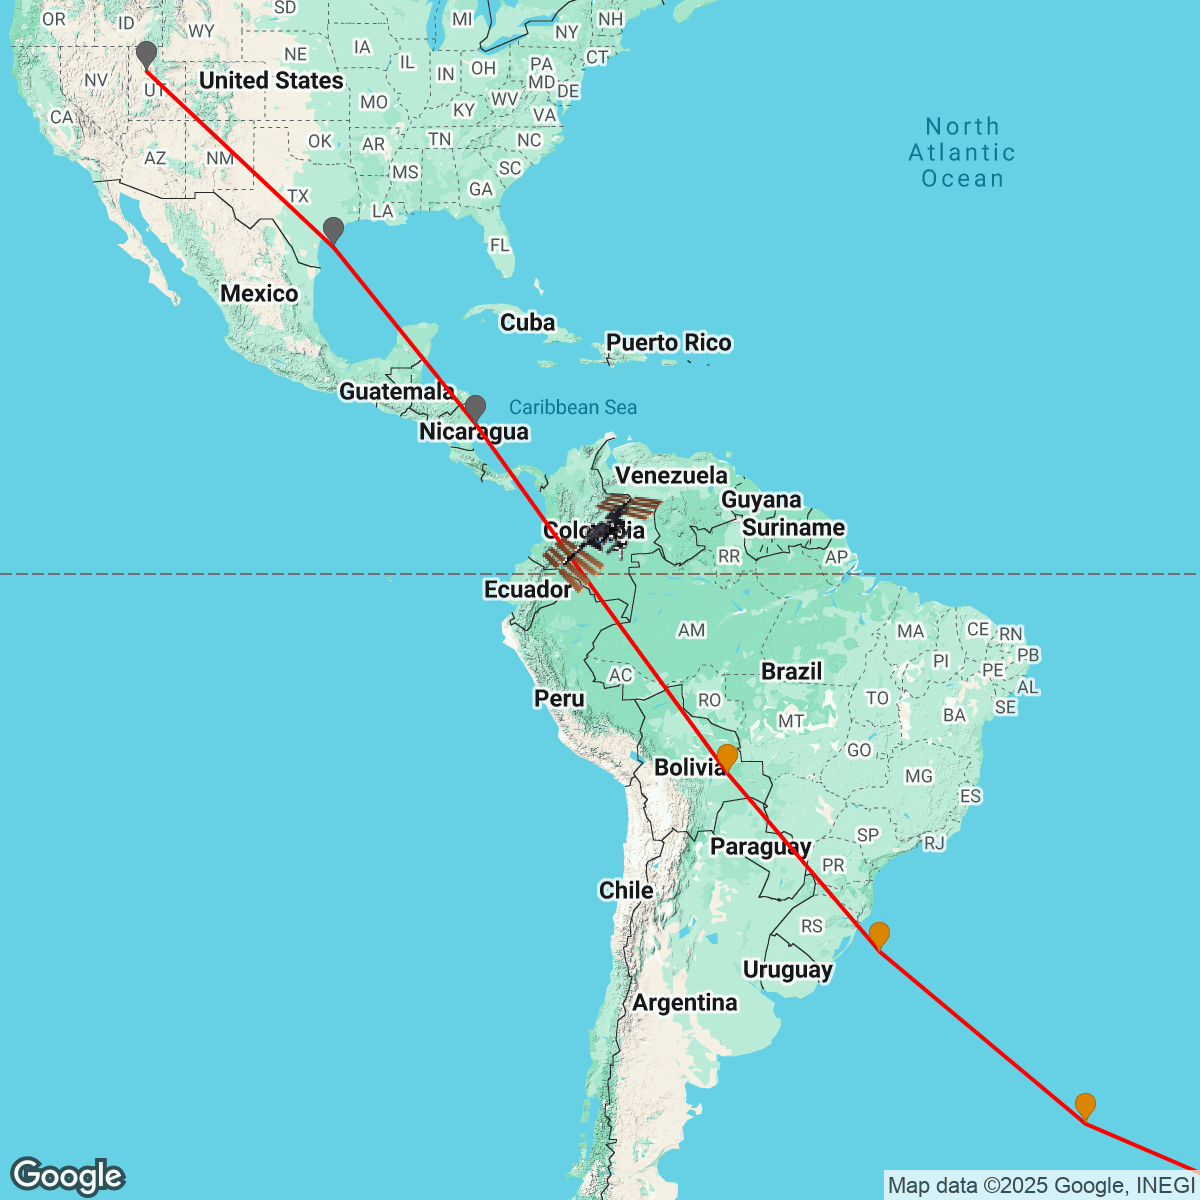 SD
MI
NH
OR
ID
WY
NY
IA
NE
CT
IL
OH
PA
IN
United States
NV
UT
MD
DE
MO
WV
KY
CA
VA
North
Atlantic
Ocean
OK
AR
TN
NC
AZ
NM
MS
SC
TX
GA
LA
FL
Mexico
Cuba
Puerto Rico
Guatemala
Caribbean Sea
Nicaragua
Venezuela
Guyana
Colombia
Suriname
RR
AP
Ecuador
AM
MA
CE
RN
PB
PI
AC
Brazil
PE
AL
Peru
RO
TO
SE
MT
BA
GO
Bolivia
MG
ES
SP
RJ
Paraguay
PR
Chile
RS
Uruguay
Argentina
Google
Map data ©2025 Google, INEGI